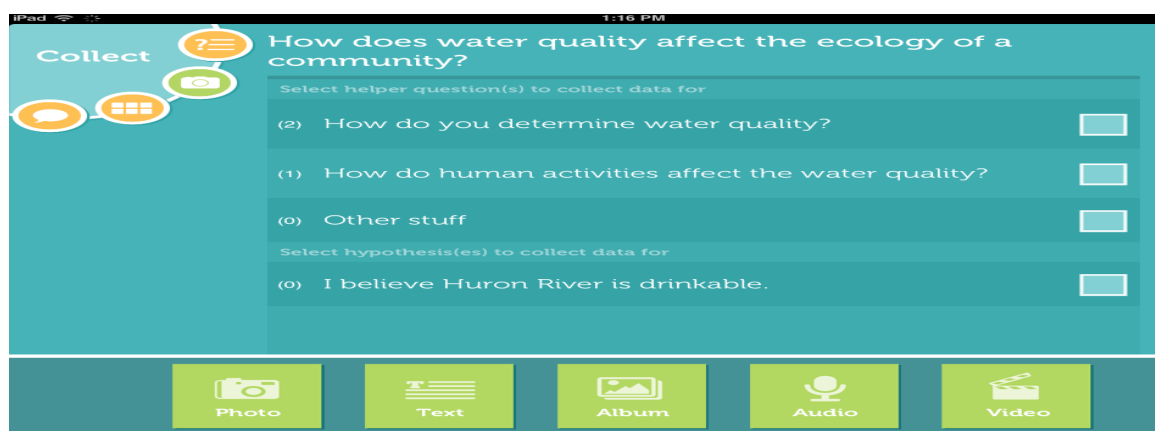 iPad 1:16 PM
Collect
?
How does water quality affect the ecology of a
community?
Select helper question(s) to collect data for
(2) How do you determine water quality?
(1) How do human activities affect the water quality?
(0) Other stuff
Select hypothesis(es) to collect data for
(0) I believe Huron River is drinkable.
T
Photo Text Album Audio Video